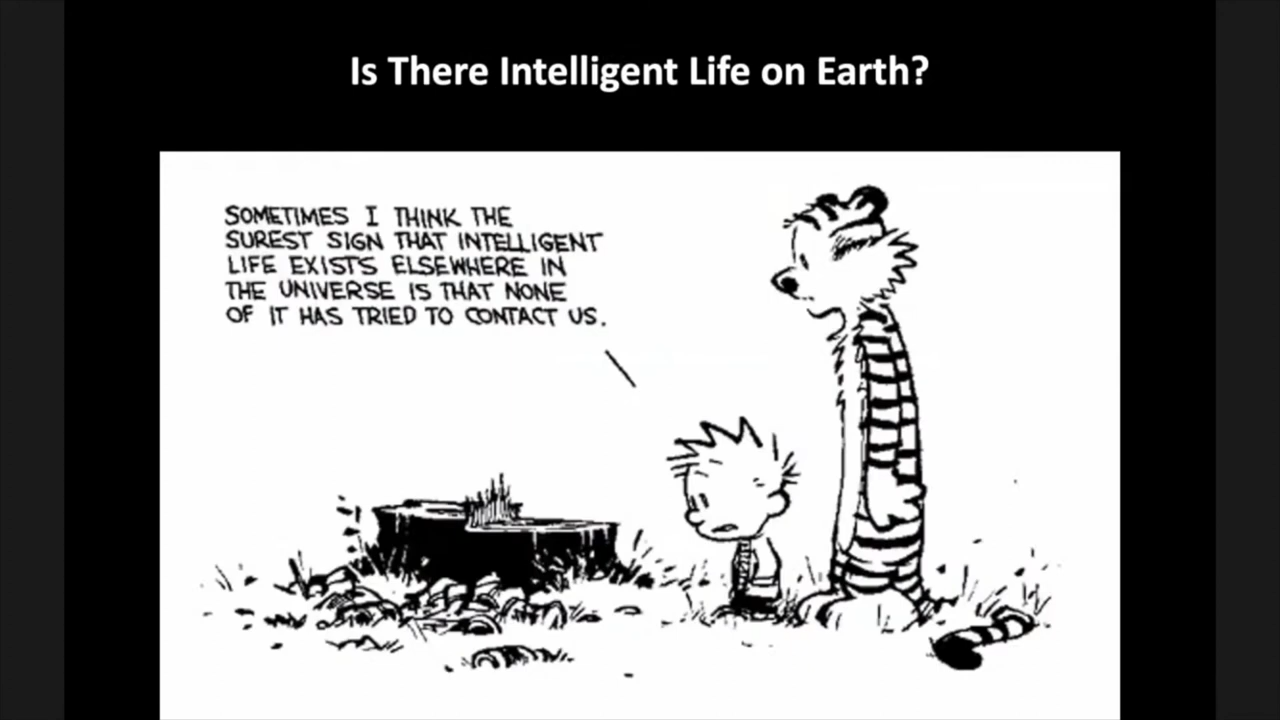 Is There Intelligent Life on Earth?
SOMETIMES I THINK THE
SUREST SIGN THAT INTELLIGENT
LIFE EXISTS ELSEWHERE IN
THE UNIVERSE IS THAT NONE
OF IT HAS TRIED TO CONTACT US.